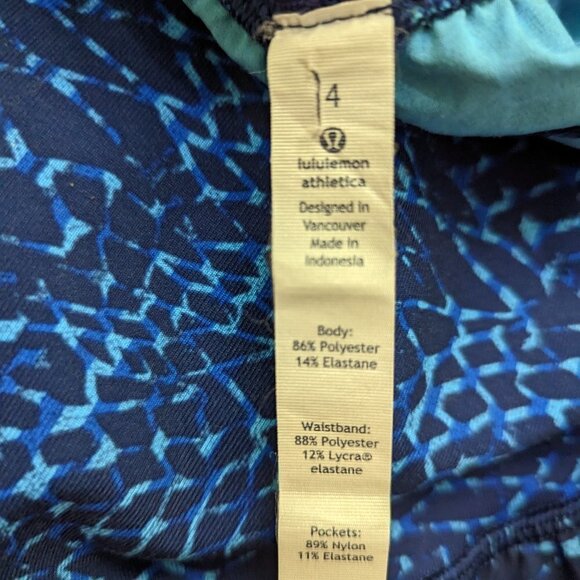 4
lululemon
athletica
Designed in
Vancouver
Made in
Indonesia
Body:
86% Polyester
14% Elastane
Waistband:
88% Polyester
12% Lycra®
elastane
Pockets:
89% Nylon
11% Elastane